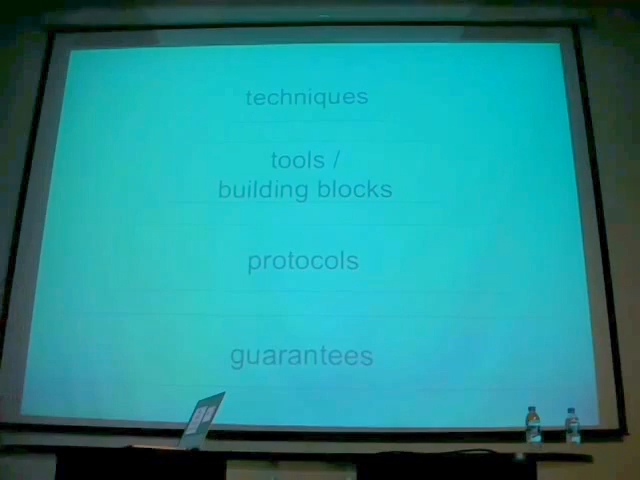 techniques
tools /
building blocks
protocols
guarantees